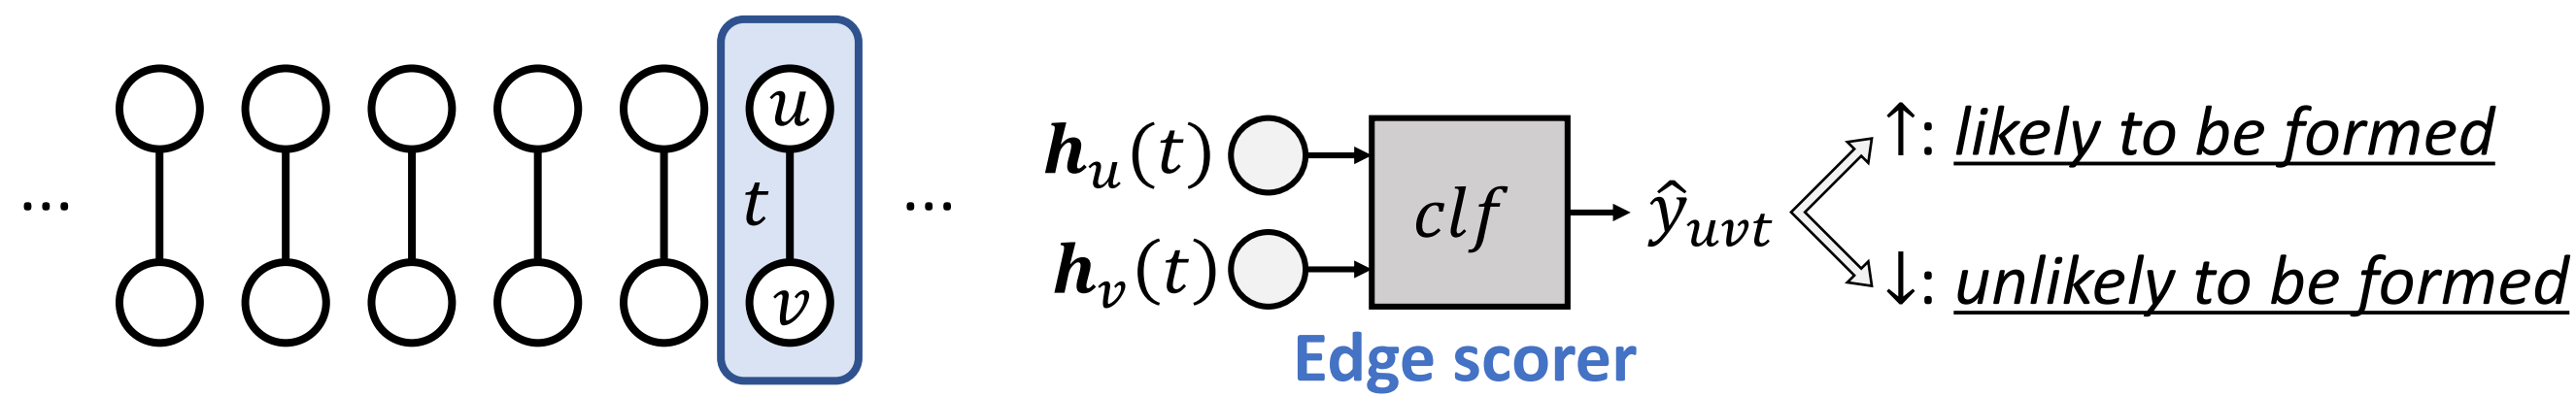 ...
u
t
v
...
h_u(t)
h_v(t)
clf
Edge scorer
ŷ_uvt
↑: likely to be formed
↓: unlikely to be formed